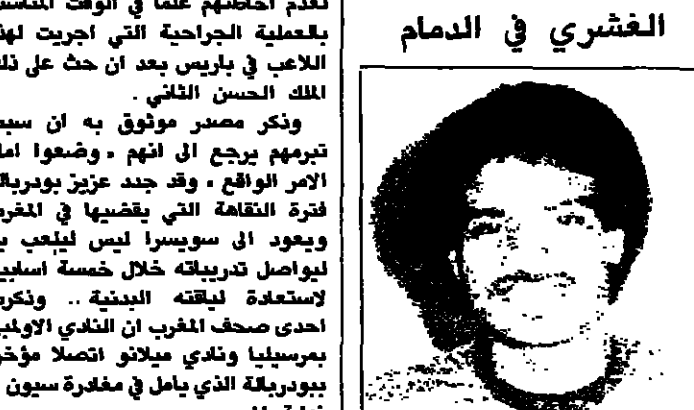 الغشري في الدمام
تقدم احاطتهم علما في الوقت المناسب
بالعملية الجراحية التي اجريت لهذا
اللاعب في باريس بعد ان حث على ذلك
الملك الحسن الثاني .
وذكر مصدر موثوق به ان سبب
تبرمهم يرجع الى انهم « وضعوا امام
الامر الواقع » وقد جدد عزيز بودربالة
فترة النقاهة التي يقضيها في المغرب
ويعود الى سويسرا ليس ليلعب بل
ليواصل تدريباته خلال خمسة اسابيع
لاستعادة لياقته البدنية .. وذكرت
احدى صحف المغرب ان النادي الاولمبي
بمرسيليا ونادي ميلانو اتصلا مؤخرا
ببودربالة الذي يامل في مغادرة سيون